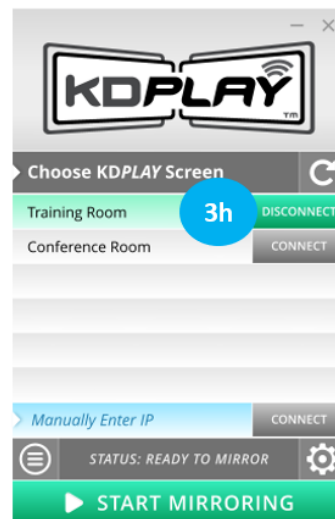 KDPLAY
TM
Choose KDPLAY Screen
Training Room 3h DISCONNECT
Conference Room CONNECT
Manually Enter IP CONNECT
STATUS: READY TO MIRROR
START MIRRORING